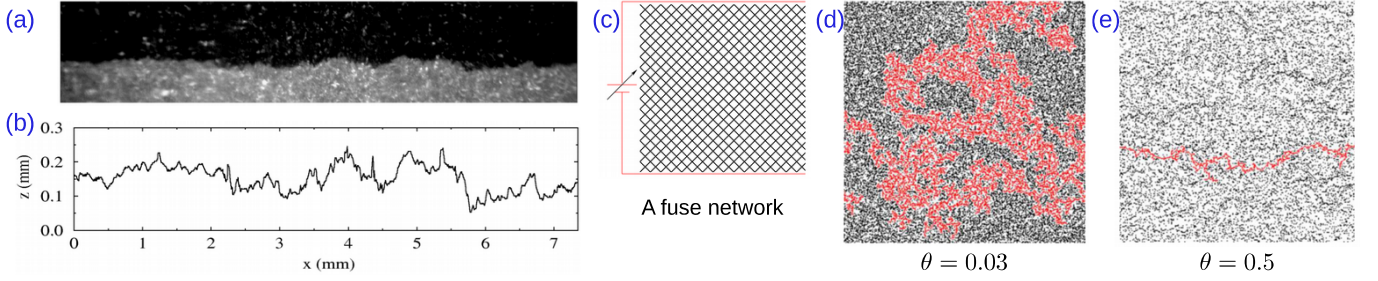 (a)
(b)
0.3
0.2
0.1
0.0
z (mm)
0 1 2 3 4 5 6 7
x (mm)
(c)
A fuse network
(d)
θ = 0.03
(e)
θ = 0.5